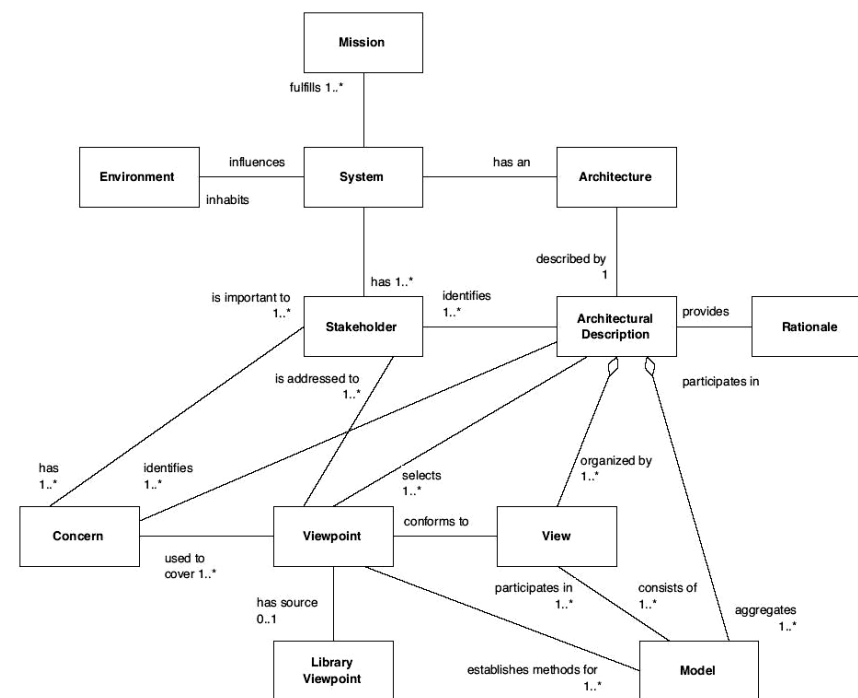 Mission
fulfills 1..*
Environment
influences
inhabits
System
has an
Architecture
described by
1
has 1..*
is important to
1..*
Stakeholder
identifies
1..*
Architectural
Description
provides
Rationale
is addressed to
1..*
participates in
has
1..*
identifies
1..*
selects
1..*
organized by
1..*
Concern
used to
cover 1..*
Viewpoint
conforms to
View
has source
0..1
participates in
1..*
consists of
1..*
aggregates
1..*
Library
Viewpoint
establishes methods for
1..*
Model